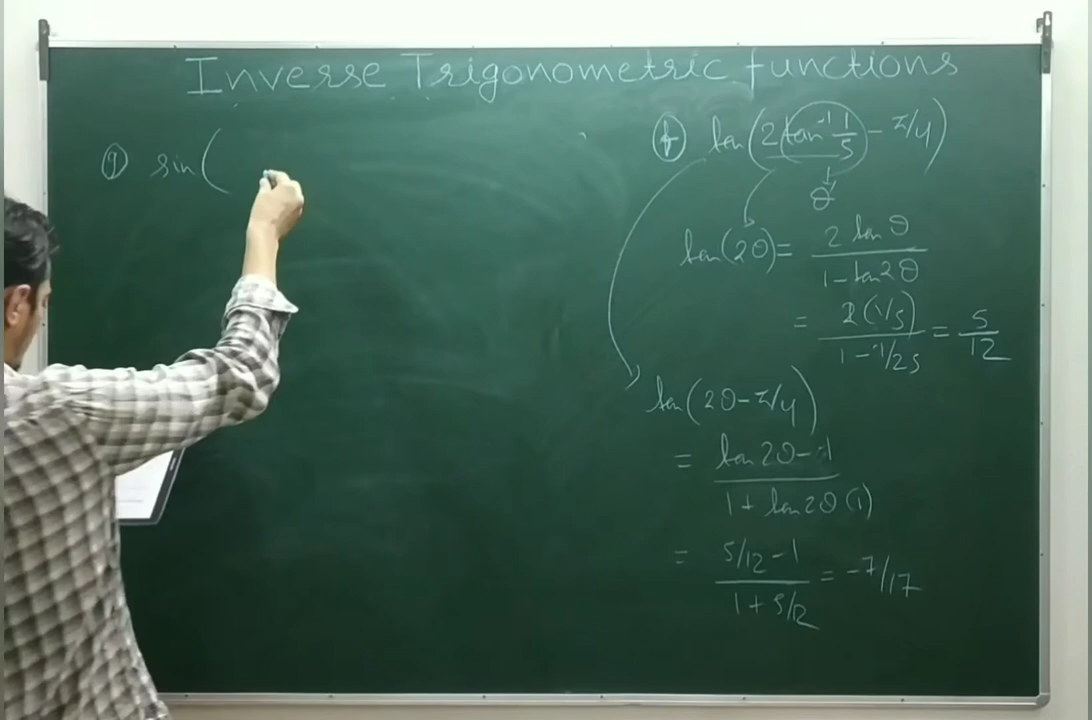 Inverse Trigonometric functions
g) sin(
f) tan(2tan⁻¹ 1/5 - π/4)
θ
tan(2θ) = 2 tan θ / 1 - tan2θ
= 2(1/5) / 1 - 1/25 = 5/12
tan(2θ - π/4)
= tan 2θ - 1 / 1 + tan 2θ (1)
= 5/12 - 1 / 1 + 5/12 = -7/17